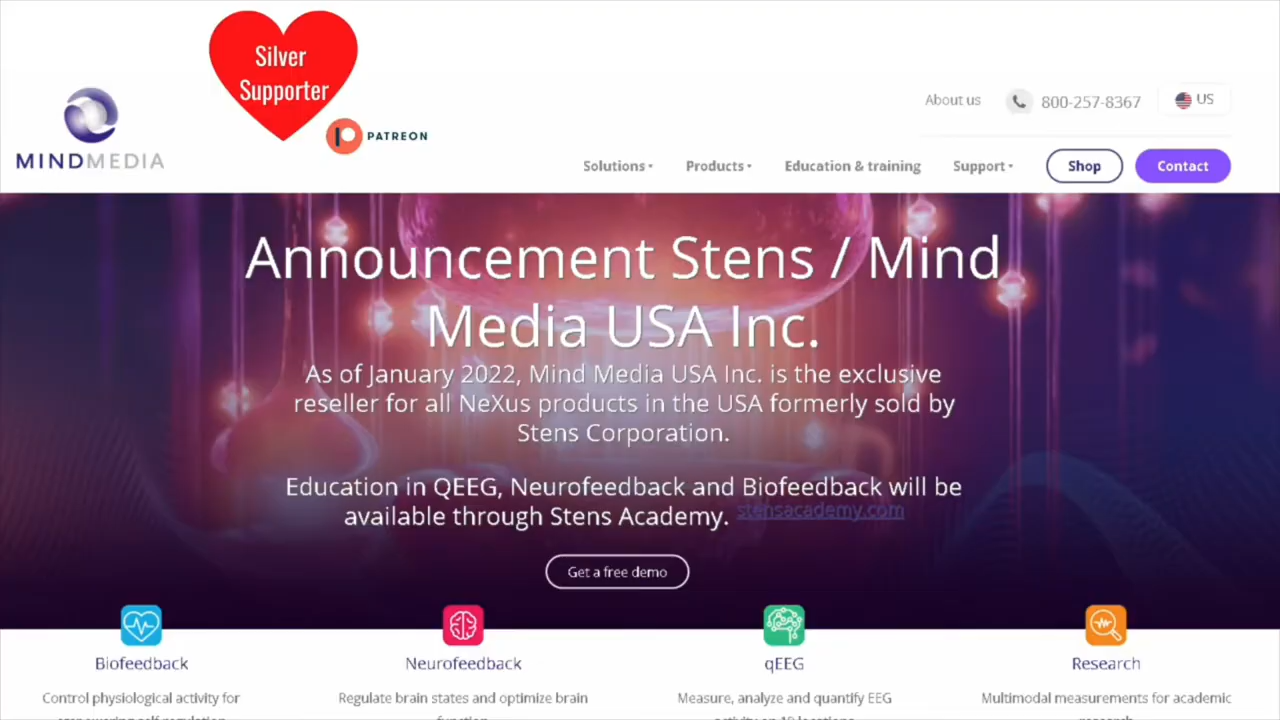 Silver
Supporter
PATREON
MINDMEDIA
About us
800-257-8367
US
Solutions
Products
Education & training
Support
Shop
Contact
Announcement Stens / Mind
Media USA Inc.
As of January 2022, Mind Media USA Inc. is the exclusive
reseller for all NeXus products in the USA formerly sold by
Stens Corporation.
Education in QEEG, Neurofeedback and Biofeedback will be
available through Stens Academy. stensacademy.com
Get a free demo
Biofeedback
Neurofeedback
qEEG
Research
Control physiological activity for
Regulate brain states and optimize brain
Measure, analyze and quantify EEG
Multimodal measurements for academic